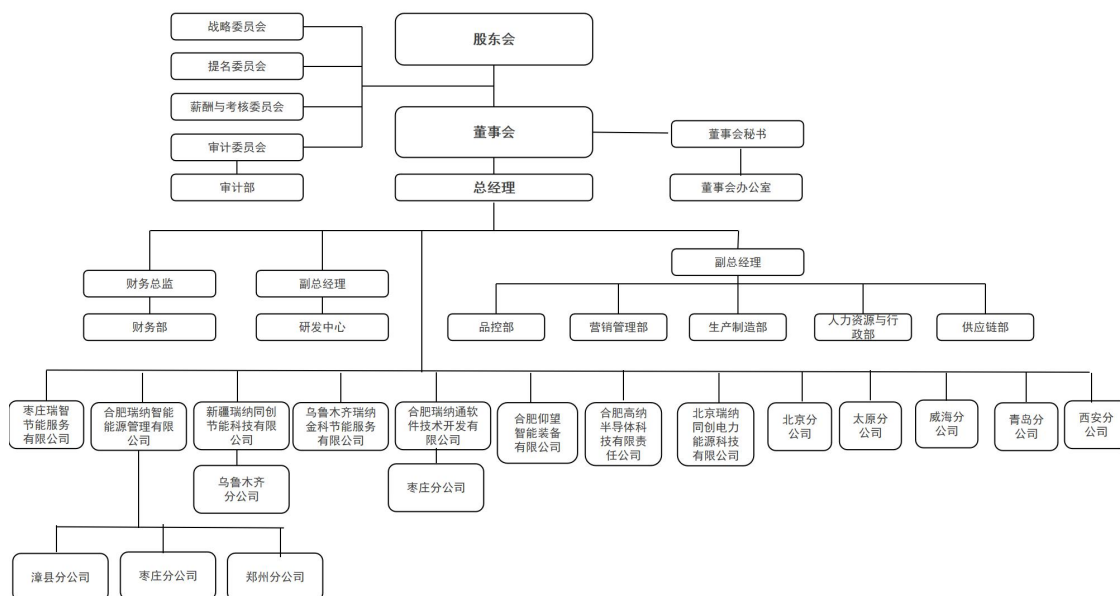 战略委员会
股东会
提名委员会
薪酬与考核委员会
董事会
董事会秘书
审计委员会
审计部
总经理
董事会办公室
副总经理
财务总监
副总经理
财务部
研发中心
品控部
营销管理部
生产制造部
人力资源与行
政部
供应链部
枣庄瑞智
节能服务
有限公司
合肥瑞纳智能
能源管理有限
公司
新疆瑞纳同创
节能科技有限
公司
乌鲁木齐瑞纳
金科节能服务
有限公司
合肥瑞纳通软
件技术开发有
限公司
合肥仰望
智能装备
有限公司
合肥高纳
半导体科
技有限责
任公司
北京瑞纳
同创电力
能源科技
有限公司
北京分
公司
太原分
公司
威海分
公司
青岛分
公司
西安分
公司
乌鲁木齐
分公司
枣庄分公司
漳县分公司
枣庄分公司
郑州分公司